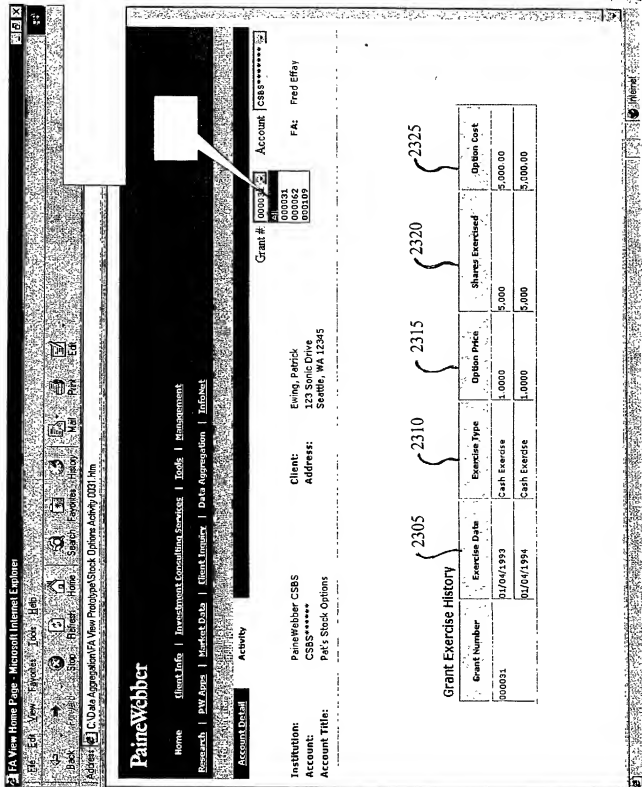 FA View Home Page - Microsoft Internet Explorer
File Edit View Favorites Tools Help
Back Stop Refresh Home Search Favorites History Mail Print Edit
Address C:\Data Aggregation\FA View Prototype\Stock Options Activity 0031.htm
PaineWebber
Home Client Info | Investment Consulting Services | Tools | Management
Research | PW Apps | Market Data | Client Inquiry | Data Aggregation | InfoNet
Account Detail Activity
Grant #: 000031 Account CSBS*******
All
000031
000062
000109
Institution: PaineWebber CSBS Client: Ewing, Patrick FA: Fred Effay
Account: CSBS****** Address: 123 Sonic Drive
Account Title: Pat's Stock Options Seattle, WA 12345
2305 2310 2315 2320 2325
Grant Exercise History
Grant Number Exercise Date Exercise Type Option Price Shares Exercised Option Cost
000031 01/04/1993 Cash Exercise 1.0000 5,000 5,000.00
01/04/1994 Cash Exercise 1.0000 5,000 5,000.00
Internet